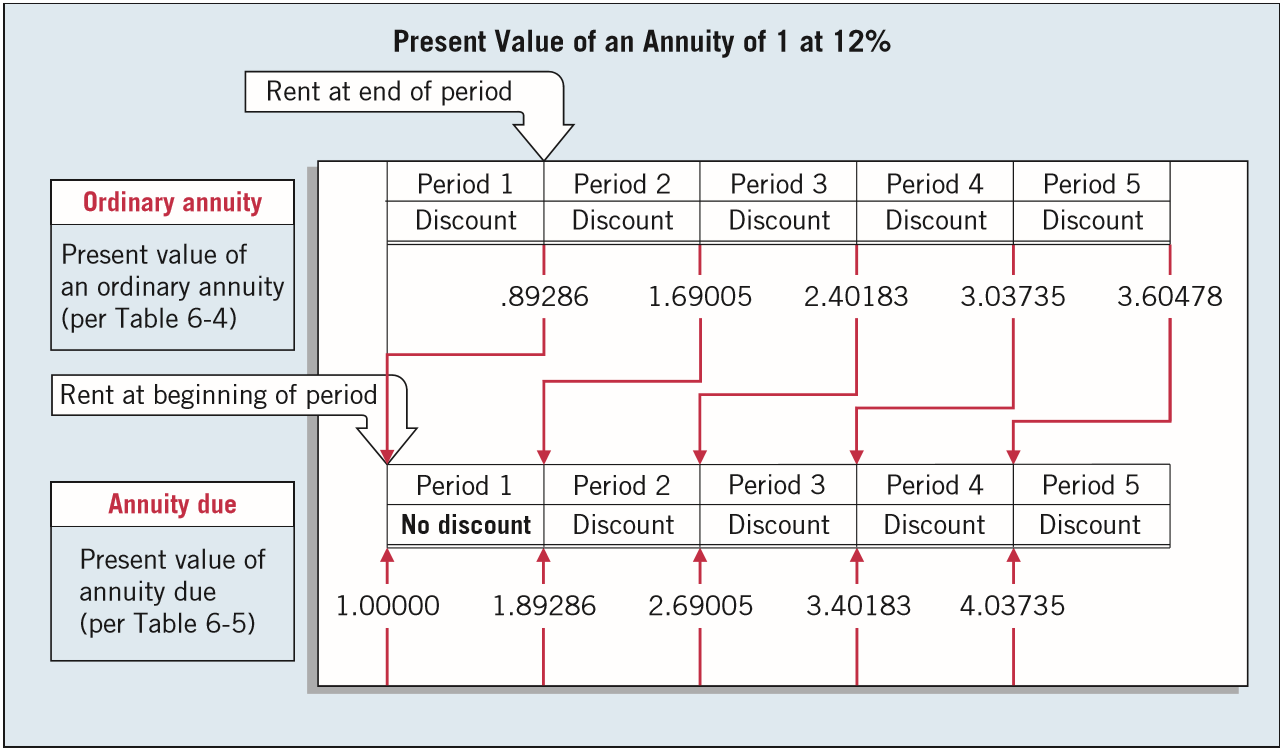 Present Value of an Annuity of 1 at 12%
Rent at end of period
Ordinary annuity
Present value of
an ordinary annuity
(per Table 6-4)
Period 1 Period 2 Period 3 Period 4 Period 5
Discount Discount Discount Discount Discount
.89286 1.69005 2.40183 3.03735 3.60478
Rent at beginning of period
Annuity due
Present value of
annuity due
(per Table 6-5)
Period 1 Period 2 Period 3 Period 4 Period 5
No discount Discount Discount Discount Discount
1.00000 1.89286 2.69005 3.40183 4.03735